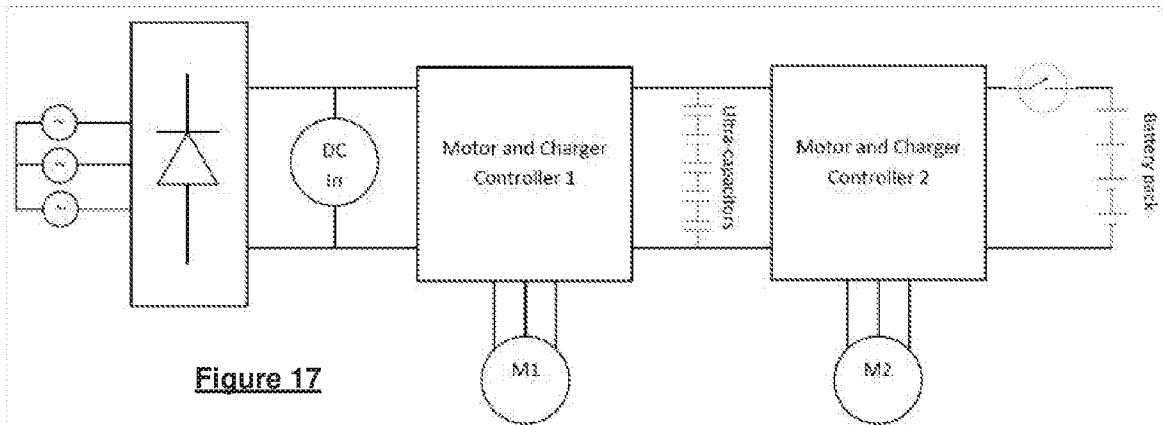 DC
in
Motor and Charger
Controller 1
Ultra-capacitors
Motor and Charger
Controller 2
Battery pack
M1
M2
Figure 17